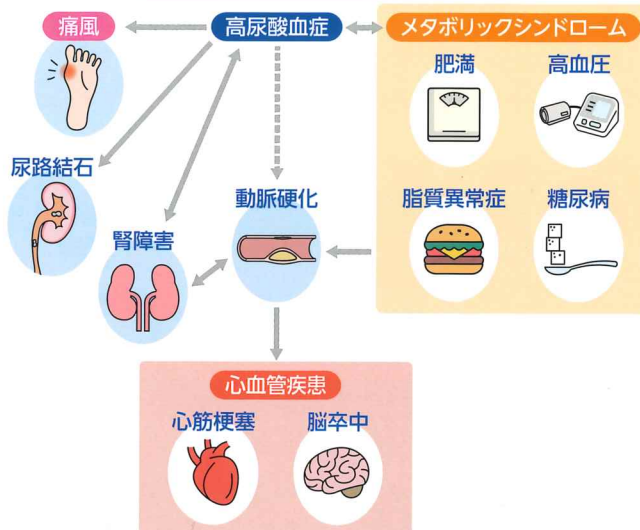 痛風
高尿酸血症
メタボリックシンドローム
肥満
高血圧
尿路結石
腎障害
動脈硬化
脂質異常症
糖尿病
心血管疾患
心筋梗塞
脳卒中